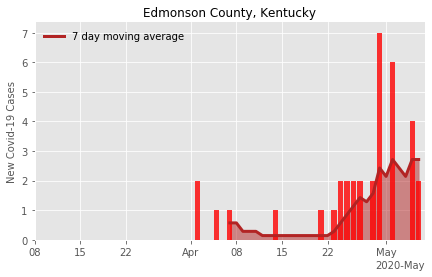 Edmonson County, Kentucky
7 day moving average
New Covid-19 Cases
7
6
5
4
3
2
1
0
08 15 22 Apr 08 15 22 May
2020-May